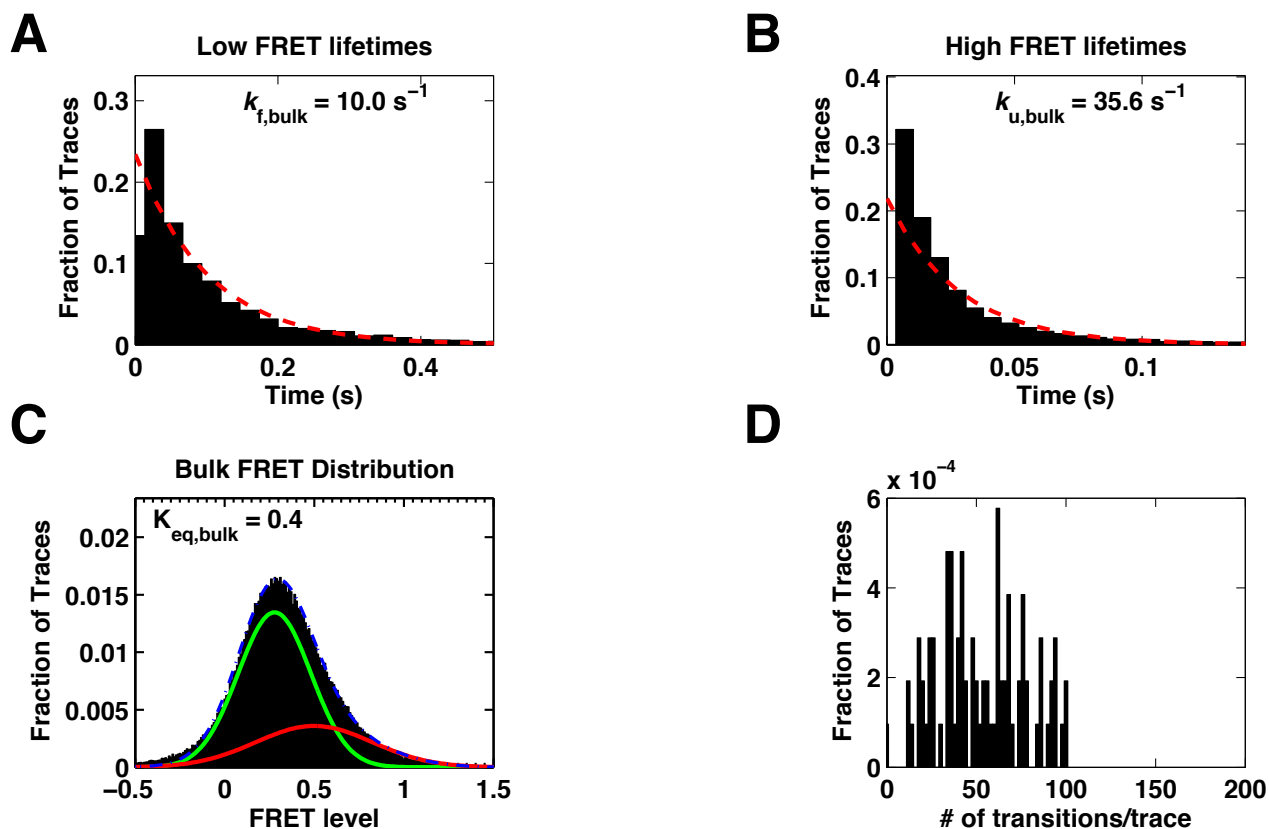 A
Low FRET lifetimes
k_f,bulk = 10.0 s⁻¹
Fraction of Traces
0.3
0.2
0.1
0
0 0.2 0.4
Time (s)
B
High FRET lifetimes
k_u,bulk = 35.6 s⁻¹
Fraction of Traces
0.4
0.3
0.2
0.1
0
0 0.05 0.1
Time (s)
C
Bulk FRET Distribution
K_eq,bulk = 0.4
Fraction of Traces
0.02
0.015
0.01
0.005
0
−0.5 0 0.5 1 1.5
FRET level
D
x 10⁻⁴
Fraction of Traces
6
4
2
0
0 50 100 150 200
# of transitions/trace